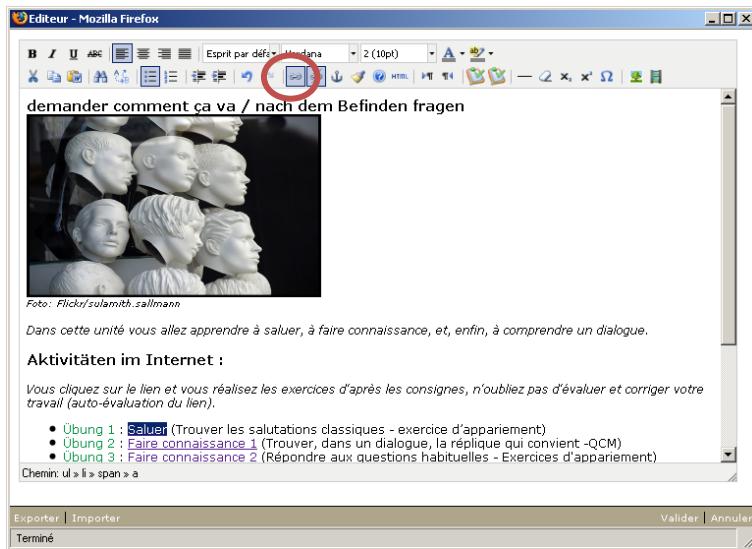 Editeur - Mozilla Firefox
B I U ABC Esprit par défa Verdana 2 (10pt) A ab
HTML ¶ ¶ x, x² Ω
demander comment ça va / nach dem Befinden fragen
Foto: Flickr/sulamith.sallmann
Dans cette unité vous allez apprendre à saluer, à faire connaissance, et, enfin, à comprendre un dialogue.
Aktivitäten im Internet :
Vous cliquez sur le lien et vous réalisez les exercices d'après les consignes, n'oubliez pas d'évaluer et corriger votre
travail (auto-évaluation du lien).
• Übung 1 : Saluer (Trouver les salutations classiques - exercice d'appariement)
• Übung 2 : Faire connaissance 1 (Trouver, dans un dialogue, la réplique qui convient -QCM)
• Übung 3 : Faire connaissance 2 (Répondre aux questions habituelles - Exercices d'appariement)
Chemin: ul » li » span » a
Exporter | Importer Valider | Annuler
Terminé